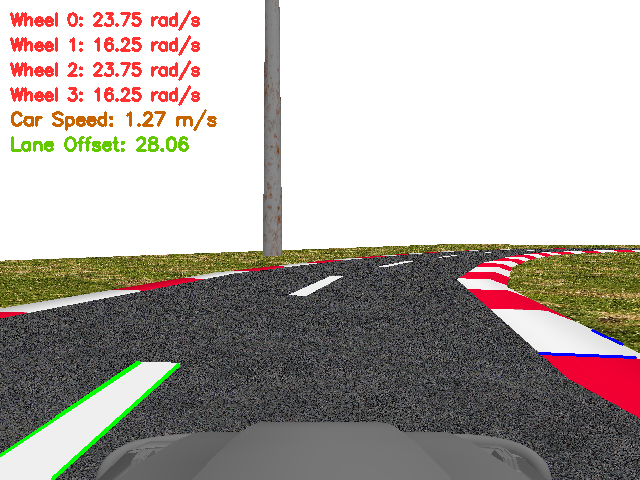 Wheel 0: 23.75 rad/s
Wheel 1: 16.25 rad/s
Wheel 2: 23.75 rad/s
Wheel 3: 16.25 rad/s
Car Speed: 1.27 m/s
Lane Offset: 28.06